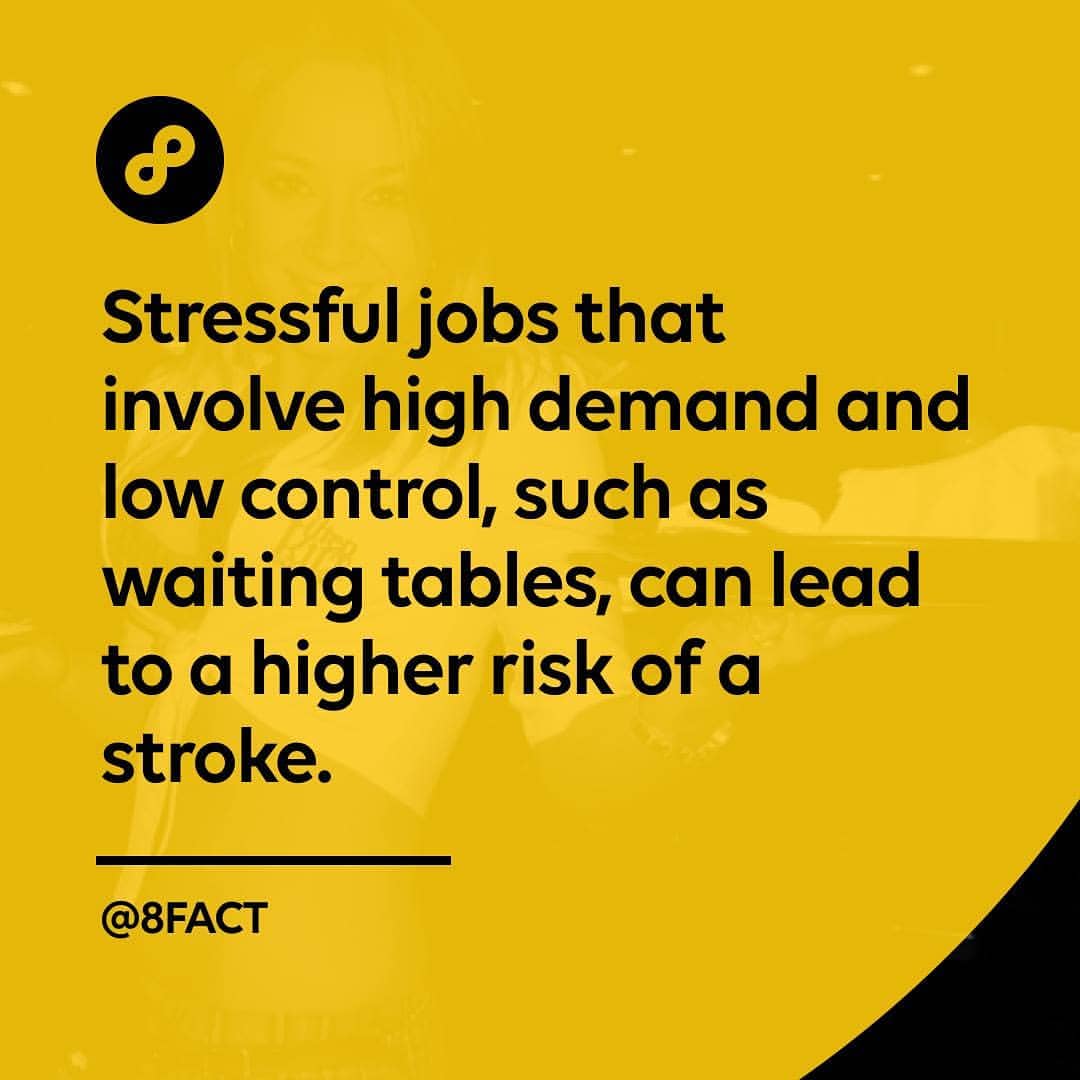 Stressful jobs that
involve high demand and
low control, such as
waiting tables, can lead
to a higher risk of a
stroke.
@8FACT